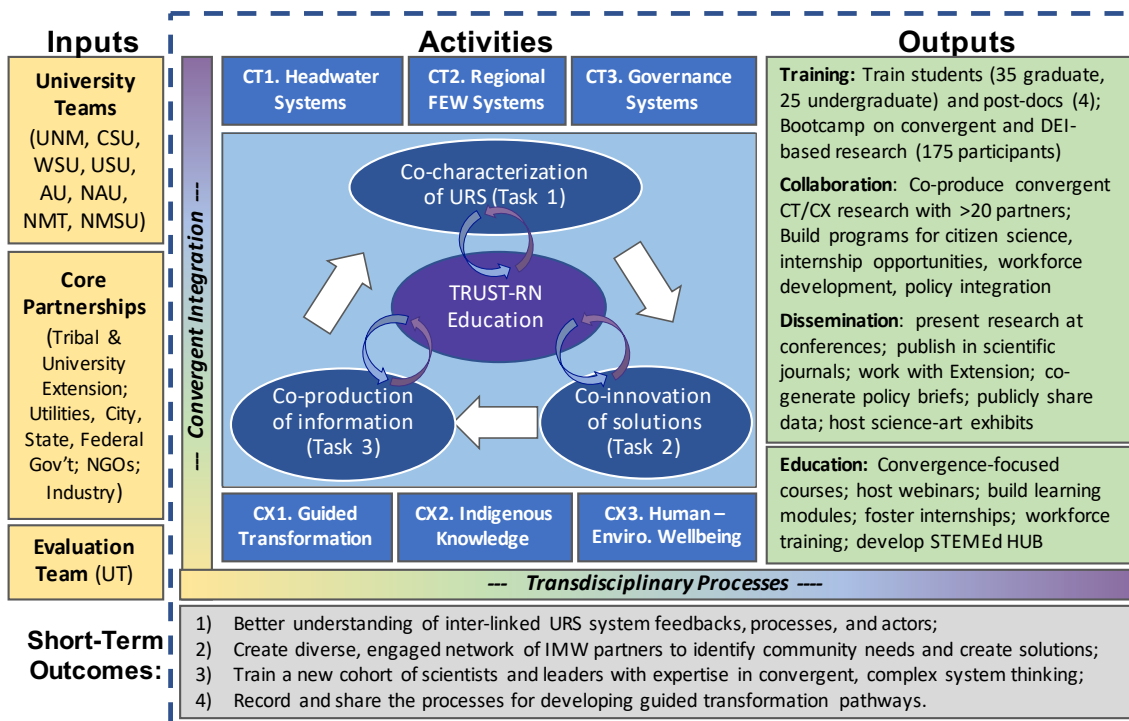 Inputs
University
Teams
(UNM, CSU,
WSU, USU,
AU, NAU,
NMT, NMSU)
Core
Partnerships
(Tribal &
University
Extension;
Utilities, City,
State, Federal
Gov't; NGOs;
Industry)
Evaluation
Team (UT)
--- Convergent Integration ---
Activities
CT1. Headwater
Systems
CT2. Regional
FEW Systems
CT3. Governance
Systems
Co-characterization
of URS (Task 1)
TRUST-RN
Education
Co-production
of information
(Task 3)
Co-innovation
of solutions
(Task 2)
CX1. Guided
Transformation
CX2. Indigenous
Knowledge
CX3. Human –
Enviro. Wellbeing
Outputs
Training: Train students (35 graduate,
25 undergraduate) and post-docs (4);
Bootcamp on convergent and DEI-
based research (175 participants)
Collaboration: Co-produce convergent
CT/CX research with >20 partners;
Build programs for citizen science,
internship opportunities, workforce
development, policy integration
Dissemination: present research at
conferences; publish in scientific
journals; work with Extension; co-
generate policy briefs; publicly share
data; host science-art exhibits
Education: Convergence-focused
courses; host webinars; build learning
modules; foster internships; workforce
training; develop STEMEd HUB
--- Transdisciplinary Processes ----
Short-Term
Outcomes:
1) Better understanding of inter-linked URS system feedbacks, processes, and actors;
2) Create diverse, engaged network of IMW partners to identify community needs and create solutions;
3) Train a new cohort of scientists and leaders with expertise in convergent, complex system thinking;
4) Record and share the processes for developing guided transformation pathways.